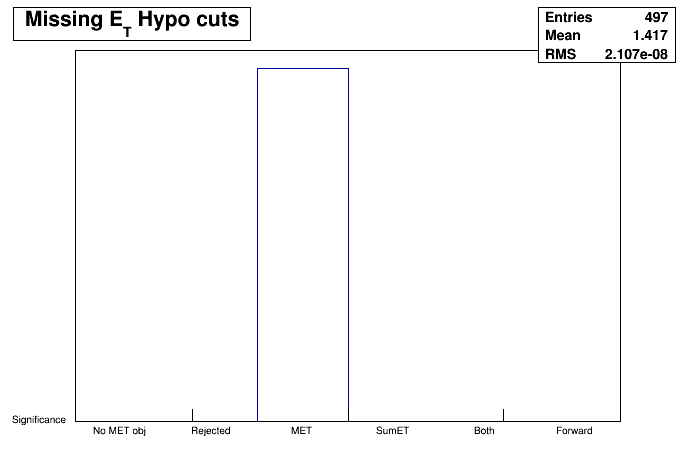 Missing E_T Hypo cuts
Entries 497
Mean 1.417
RMS 2.107e-08
Significance
No MET obj Rejected MET SumET Both Forward